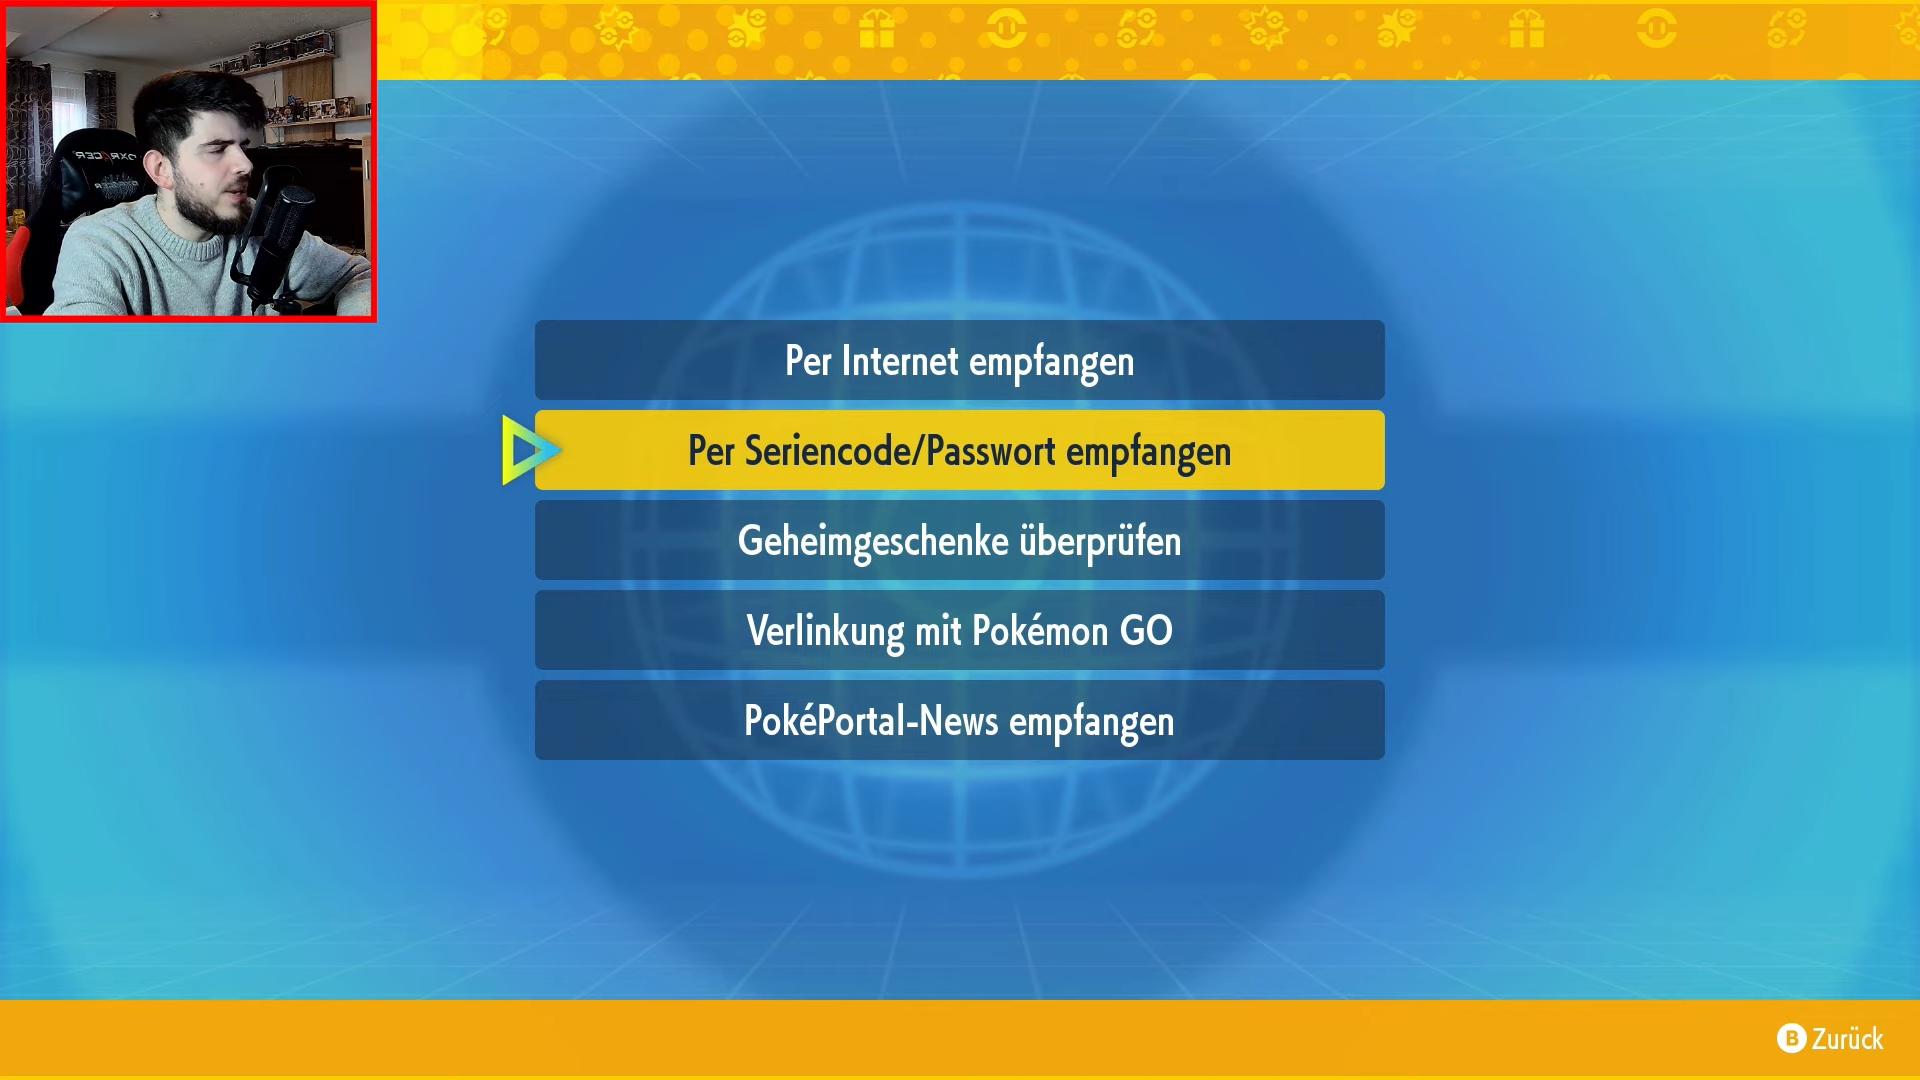 Per Internet empfangen
Per Seriencode/Passwort empfangen
Geheimgeschenke überprüfen
Verlinkung mit Pokémon GO
PokéPortal-News empfangen
B Zurück